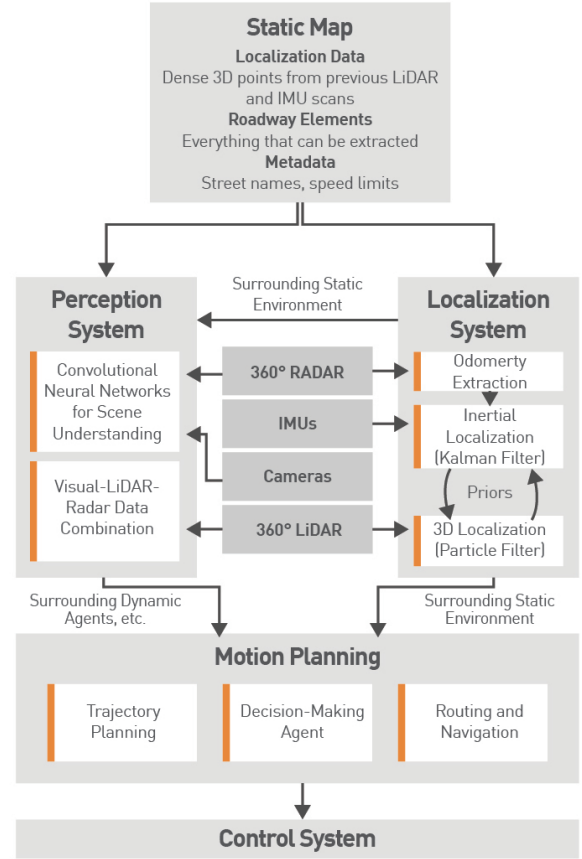 Static Map
Localization Data
Dense 3D points from previous LiDAR
and IMU scans
Roadway Elements
Everything that can be extracted
Metadata
Street names, speed limits
Perception
System
Convolutional
Neural Networks
for Scene
Understanding
Visual-LiDAR-
Radar Data
Combination
Surrounding Static
Environment
360° RADAR
IMUs
Cameras
360° LiDAR
Localization
System
Odomerty
Extraction
Inertial
Localization
(Kalman Filter)
Priors
3D Localization
(Particle Filter)
Surrounding Dynamic
Agents, etc.
Surrounding Static
Environment
Motion Planning
Trajectory
Planning
Decision-Making
Agent
Routing and
Navigation
Control System